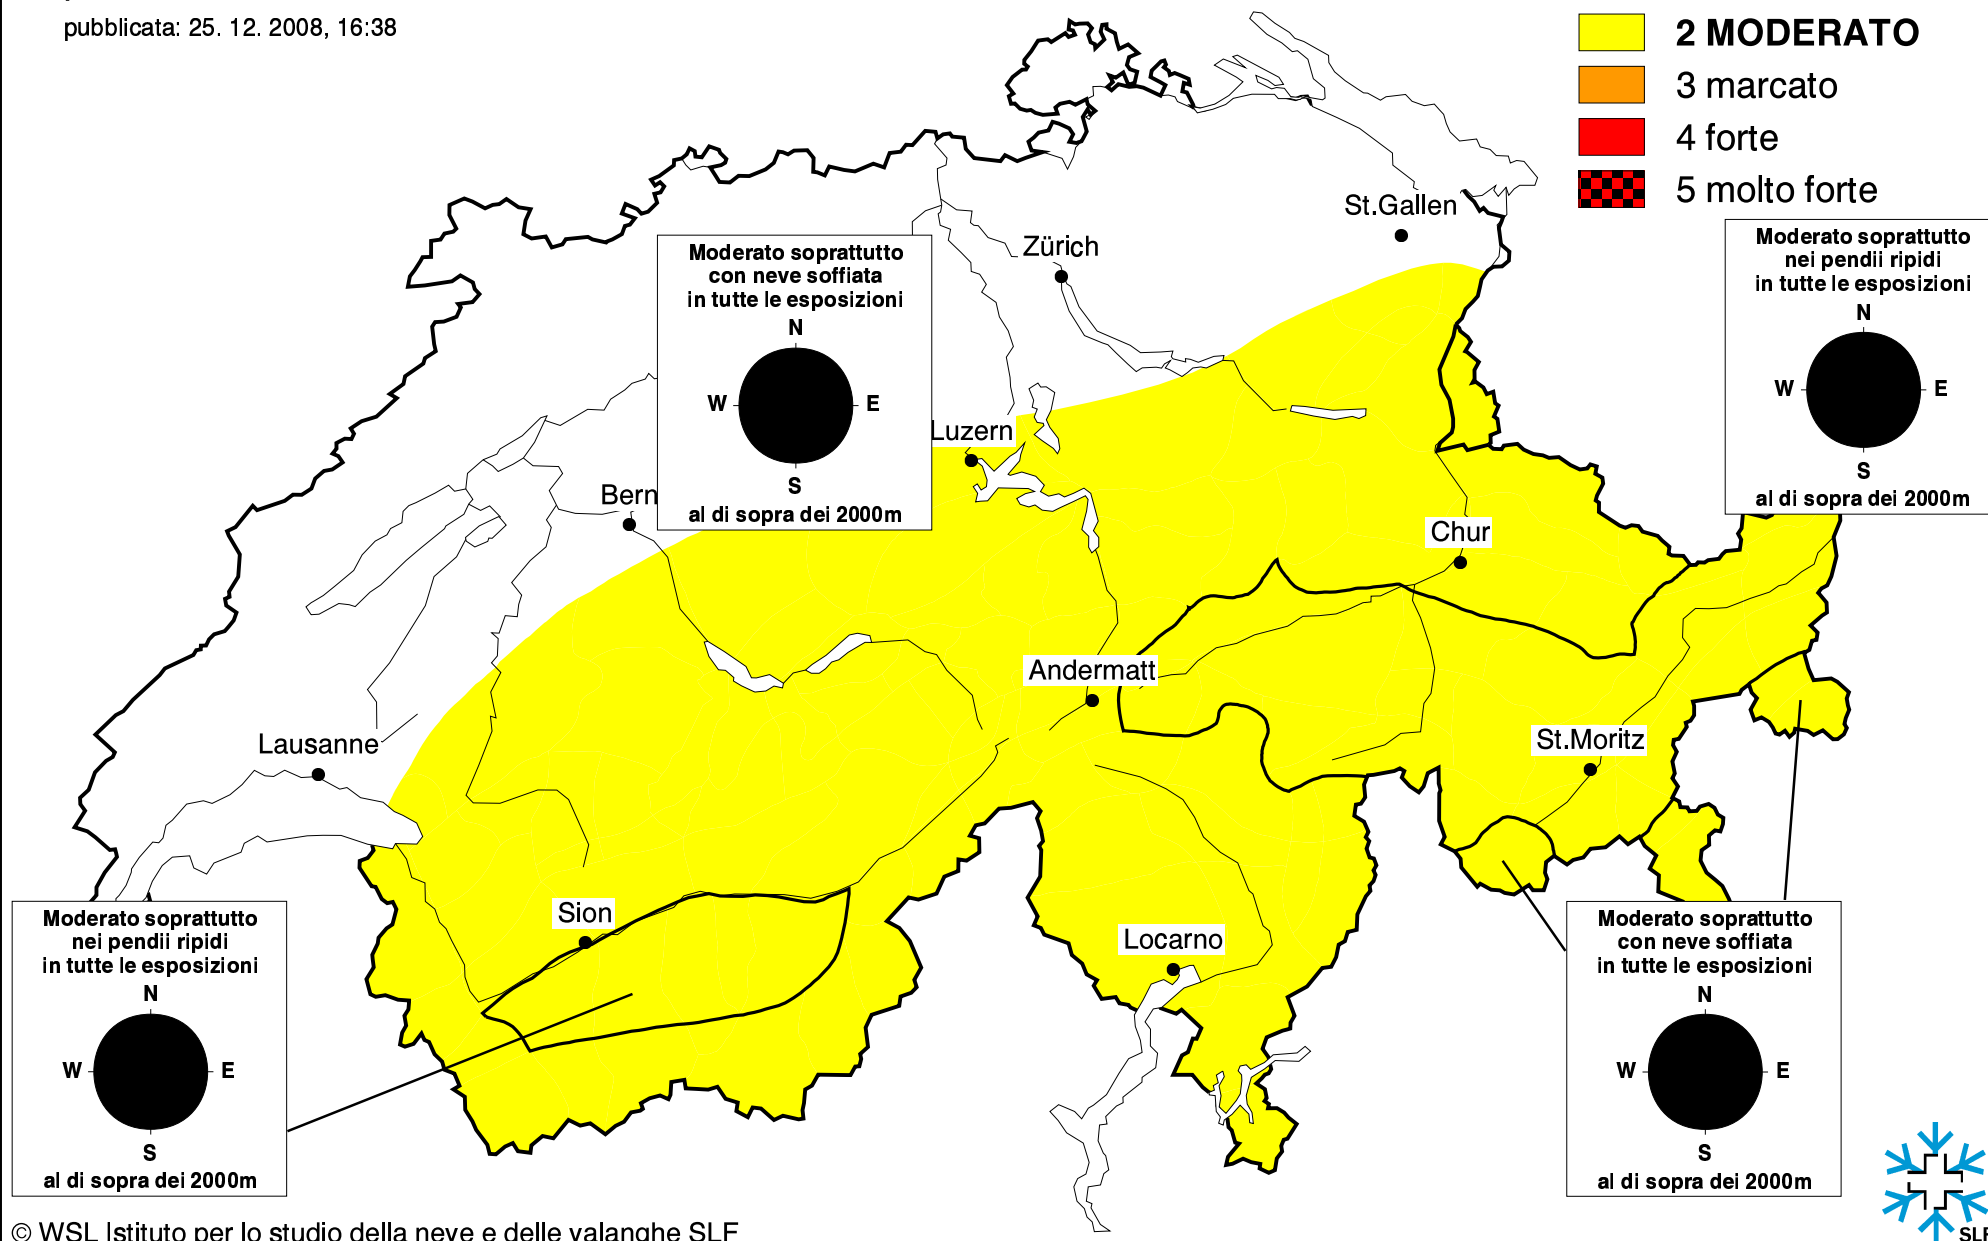 pubblicata: 25. 12. 2008, 16:38
2 MODERATO
3 marcato
4 forte
5 molto forte
St.Gallen
Zürich
Moderato soprattutto
con neve soffiata
in tutte le esposizioni
N
W
E
S
al di sopra dei 2000m
Moderato soprattutto
nei pendii ripidi
in tutte le esposizioni
N
W
E
S
al di sopra dei 2000m
Luzern
Bern
Chur
Andermatt
Lausanne
St.Moritz
Sion
Locarno
Moderato soprattutto
nei pendii ripidi
in tutte le esposizioni
N
W
E
S
al di sopra dei 2000m
Moderato soprattutto
con neve soffiata
in tutte le esposizioni
N
W
E
S
al di sopra dei 2000m
SLF
© WSL Istituto per lo studio della neve e delle valanghe SLF